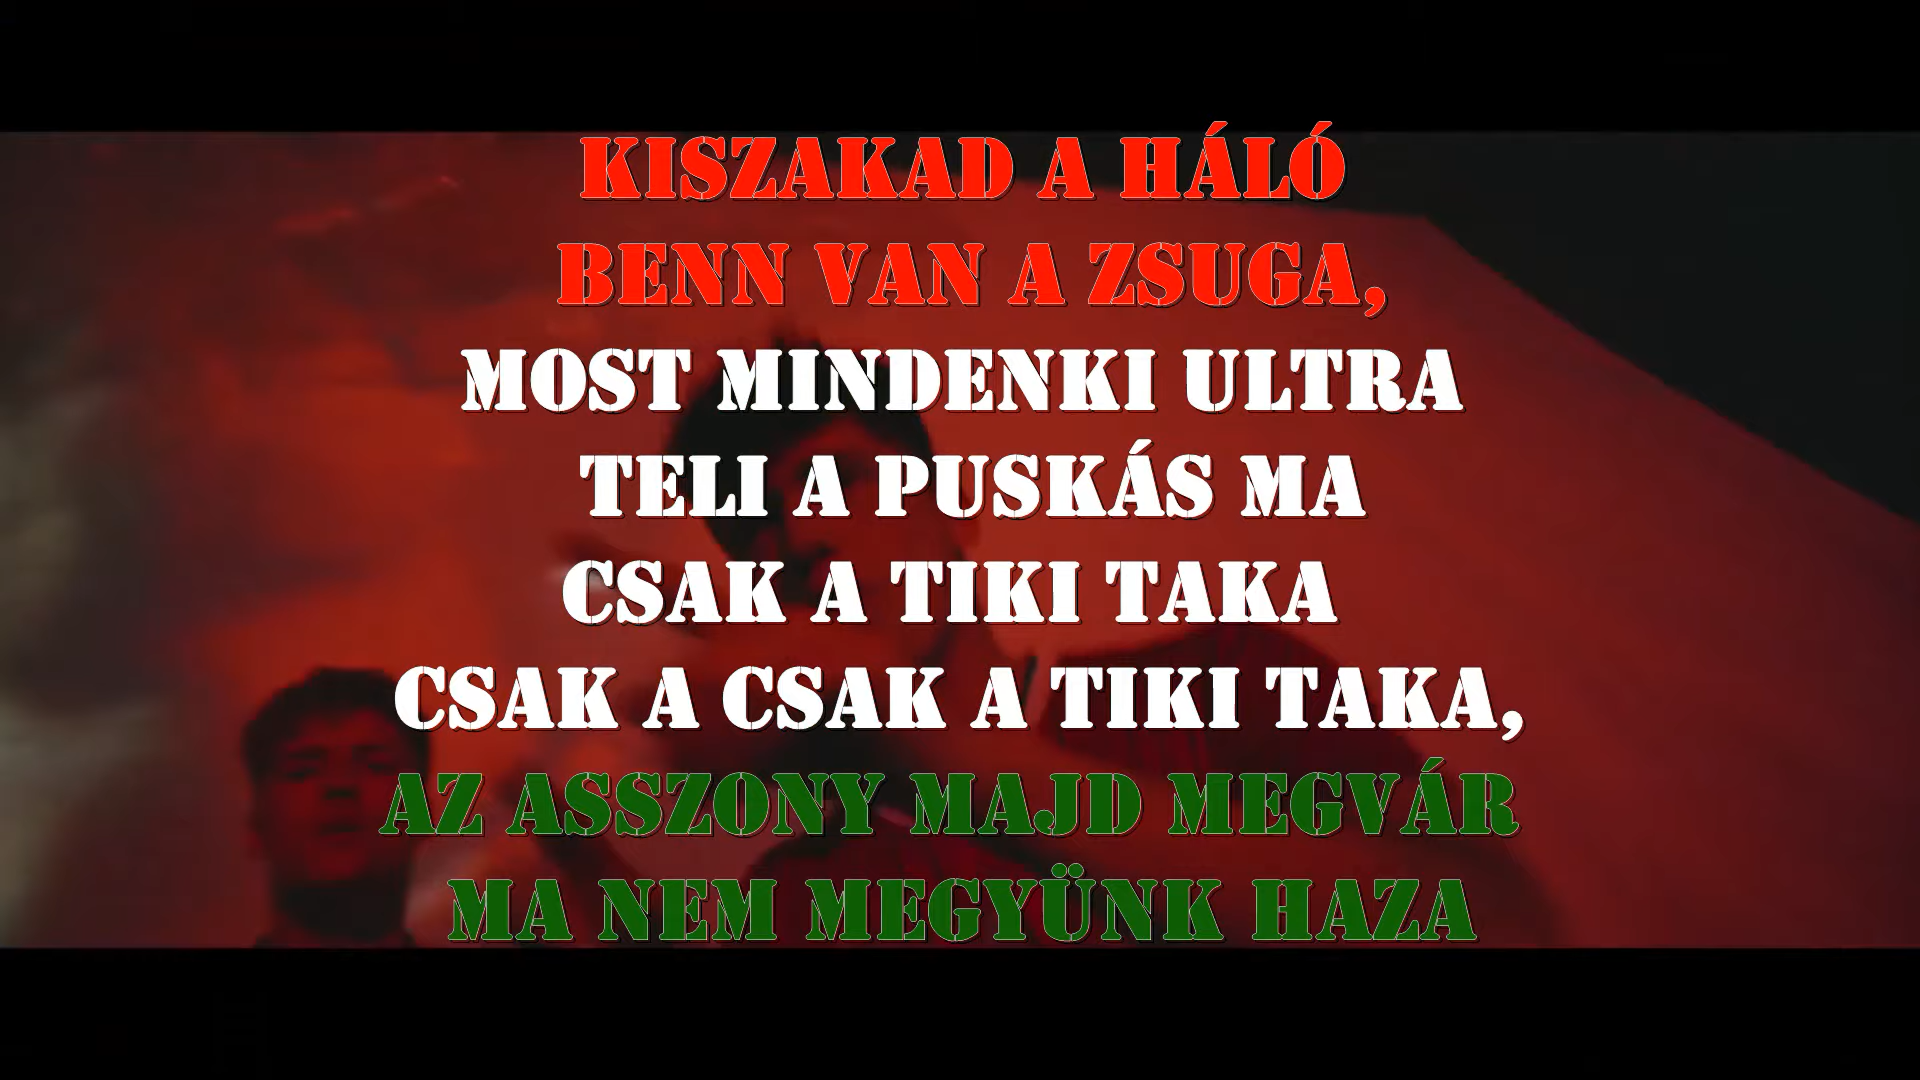 KISZAKAD A HÁLÓ
BENN VAN A ZSUGA,
MOST MINDENKI ULTRA
TELI A PUSKÁS MA
CSAK A TIKI TAKA
CSAK A CSAK A TIKI TAKA,
AZ ASSZONY MAJD MEGVÁR
MA NEM MEGYÜNK HAZA